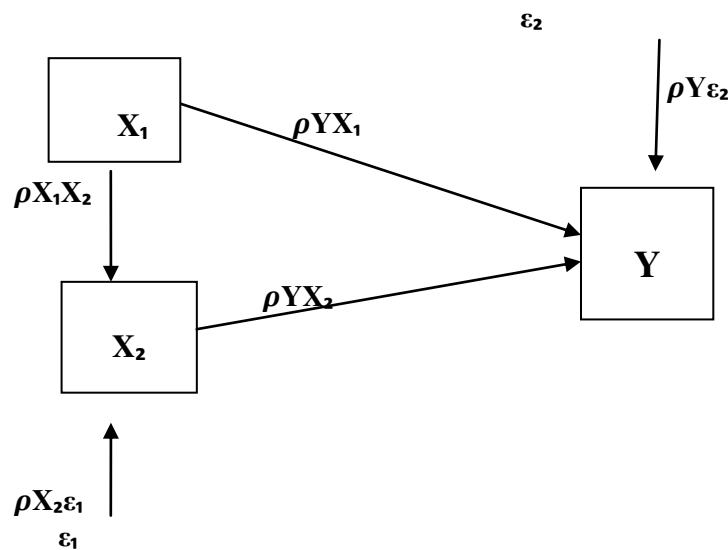 ε₂
ρYε₂
X₁
ρYX₁
ρX₁X₂
Y
ρYX₂
X₂
ρX₂ε₁
ε₁